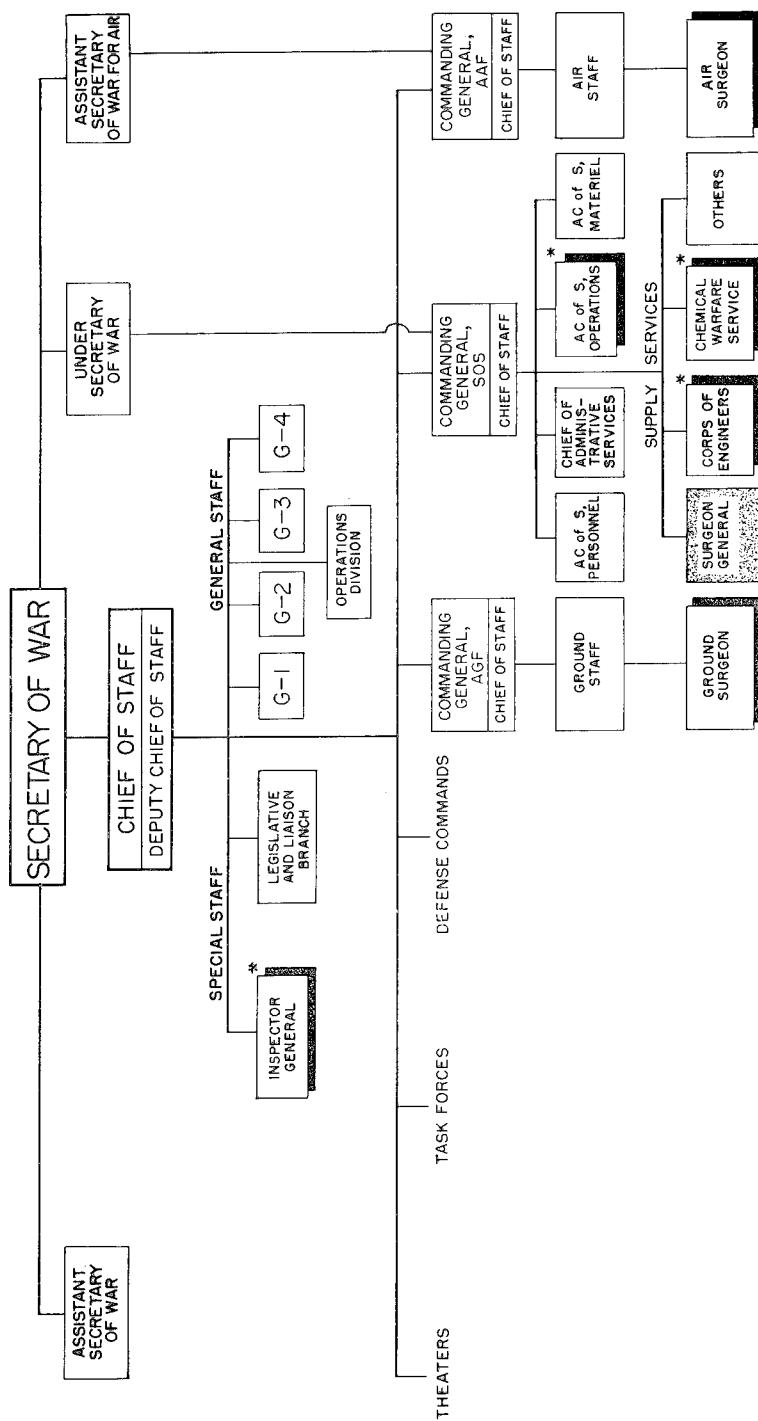 SECRETARY OF WAR
ASSISTANT
SECRETARY
OF WAR
UNDER
SECRETARY
OF WAR
ASSISTANT
SECRETARY
OF WAR FOR AIR
CHIEF OF STAFF
DEPUTY CHIEF OF STAFF
SPECIAL STAFF
GENERAL STAFF
*
INSPECTOR
GENERAL
LEGISLATIVE
AND LIAISON
BRANCH
G-1
G-2
G-3
G-4
OPERATIONS
DIVISION
THEATERS
TASK FORCES
DEFENSE COMMANDS
COMMANDING
GENERAL,
AGF
CHIEF OF STAFF
COMMANDING
GENERAL,
SOS
CHIEF OF STAFF
COMMANDING
GENERAL,
AAF
CHIEF OF STAFF
GROUND
STAFF
AC of S,
PERSONNEL
CHIEF OF
ADMINIS-
TRATIVE
SERVICES
*
AC of S,
OPERATIONS
AC of S,
MATERIEL
AIR
STAFF
SUPPLY SERVICES
GROUND
SURGEON
SURGEON
GENERAL
*
CORPS OF
ENGINEERS
*
CHEMICAL
WARFARE
SERVICE
OTHERS
AIR
SURGEON